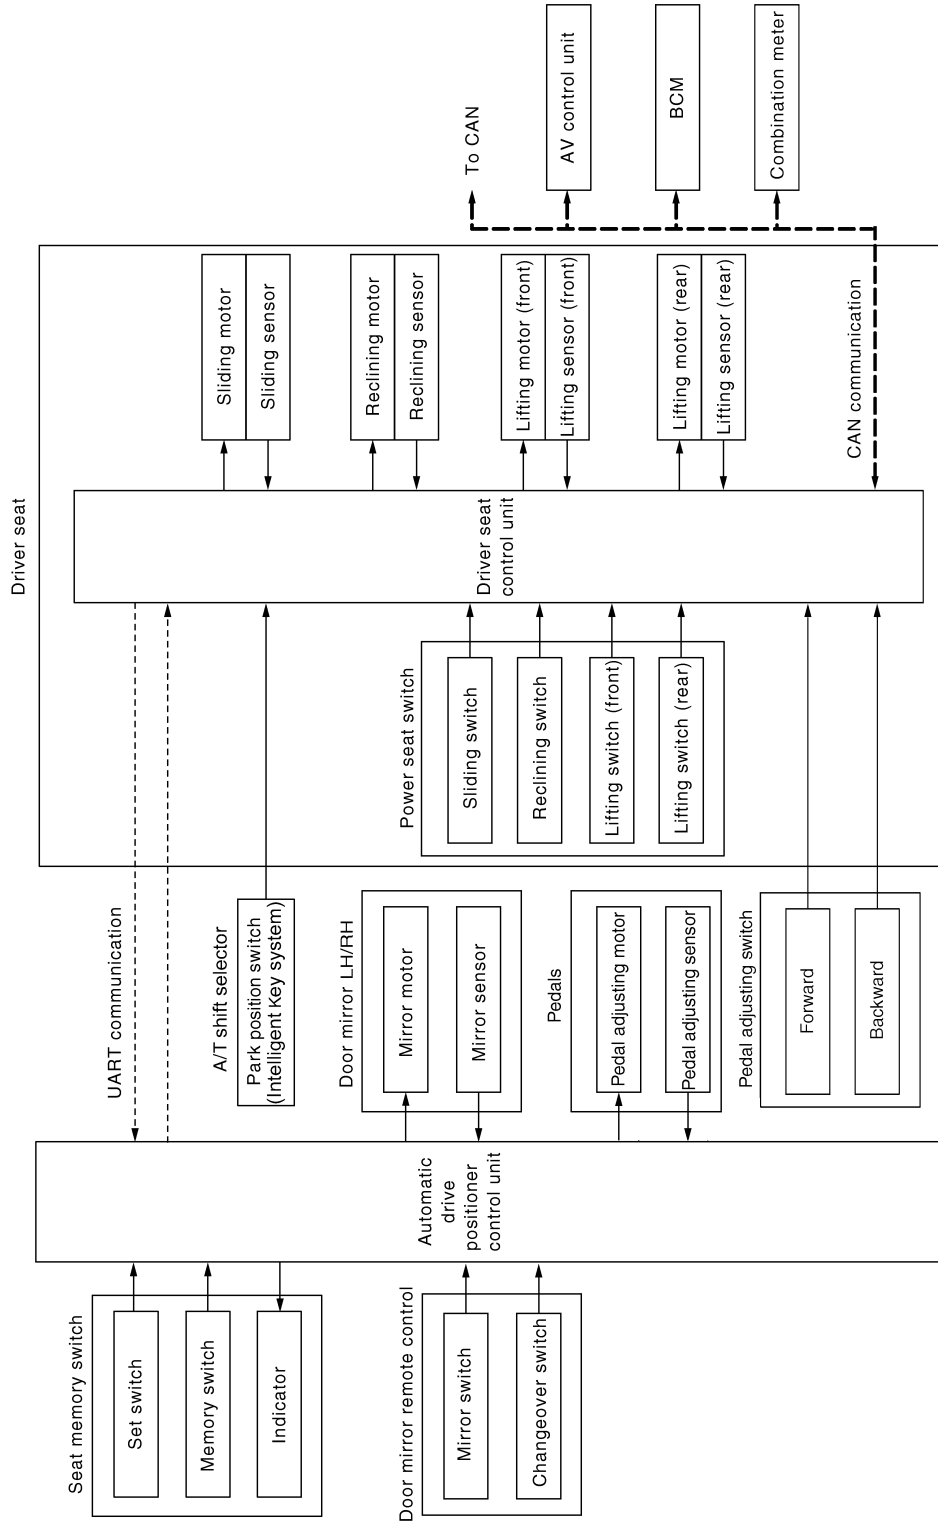 Seat memory switch
Set switch
Memory switch
Indicator
Door mirror remote control
Mirror switch
Changeover switch
Automatic
drive
positioner
control unit
UART communication
A/T shift selector
Park position switch
(Intelligent Key system)
Door mirror LH/RH
Mirror motor
Mirror sensor
Pedals
Pedal adjusting motor
Pedal adjusting sensor
Pedal adjusting switch
Forward
Backward
Driver seat
Power seat switch
Sliding switch
Reclining switch
Lifting switch (front)
Lifting switch (rear)
Driver seat
control unit
Sliding motor
Sliding sensor
Reclining motor
Reclining sensor
Lifting motor (front)
Lifting sensor (front)
Lifting motor (rear)
Lifting sensor (rear)
CAN communication
To CAN
AV control unit
BCM
Combination meter